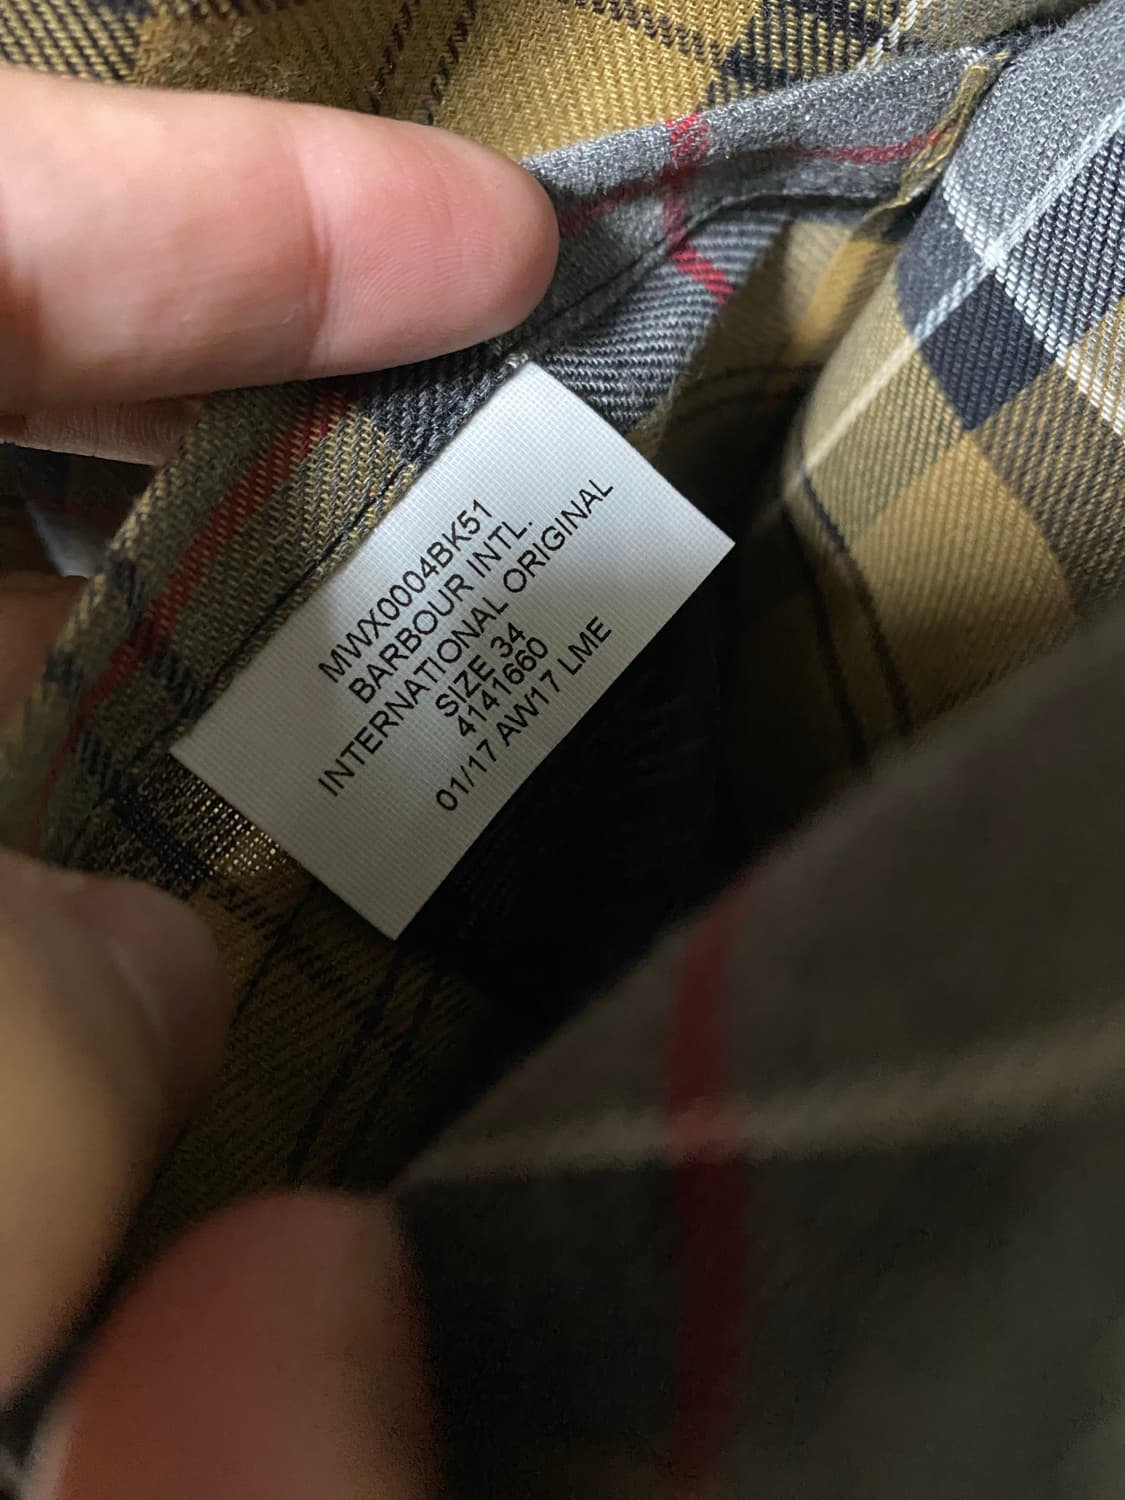 MWX0004BK51
BARBOUR INTL.
INTERNATIONAL ORIGINAL
SIZE 34
4141660
01/17 AW17 LME